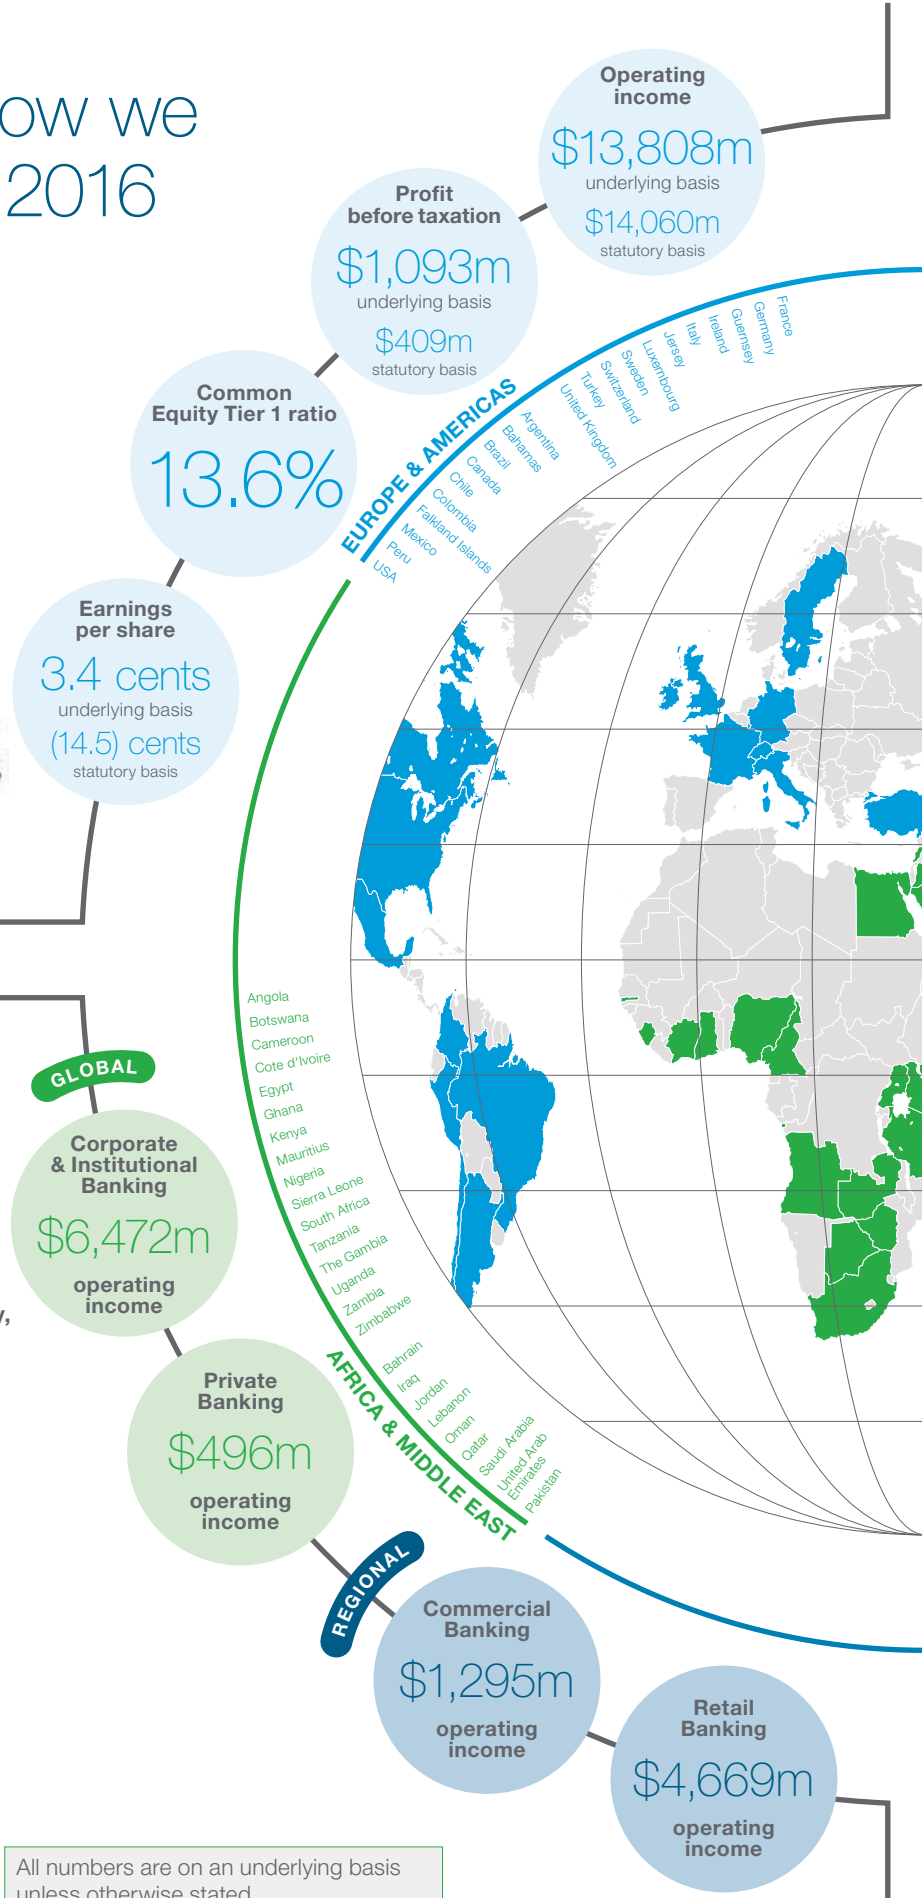 ow we
2016
Operating
income
$13,808m
underlying basis
$14,060m
statutory basis
Profit
before taxation
$1,093m
underlying basis
$409m
statutory basis
Common
Equity Tier 1 ratio
13.6%
Earnings
per share
3.4 cents
underlying basis
(14.5) cents
statutory basis
EUROPE & AMERICAS
France
Germany
Guernsey
Ireland
Italy
Jersey
Luxembourg
Sweden
Switzerland
Turkey
United Kingdom
Argentina
Bahamas
Brazil
Canada
Chile
Colombia
Falkland Islands
Mexico
Peru
USA
Angola
Botswana
Cameroon
Cote d'Ivoire
Egypt
Ghana
Kenya
Mauritius
Nigeria
Sierra Leone
South Africa
Tanzania
The Gambia
Uganda
Zambia
Zimbabwe
Bahrain
Iraq
Jordan
Lebanon
Oman
Qatar
Saudi Arabia
United Arab
Emirates
Pakistan
AFRICA & MIDDLE EAST
GLOBAL
Corporate
& Institutional
Banking
$6,472m
operating
income
Private
Banking
$496m
operating
income
REGIONAL
Commercial
Banking
$1,295m
operating
income
Retail
Banking
$4,669m
operating
income
All numbers are on an underlying basis
unless otherwise stated